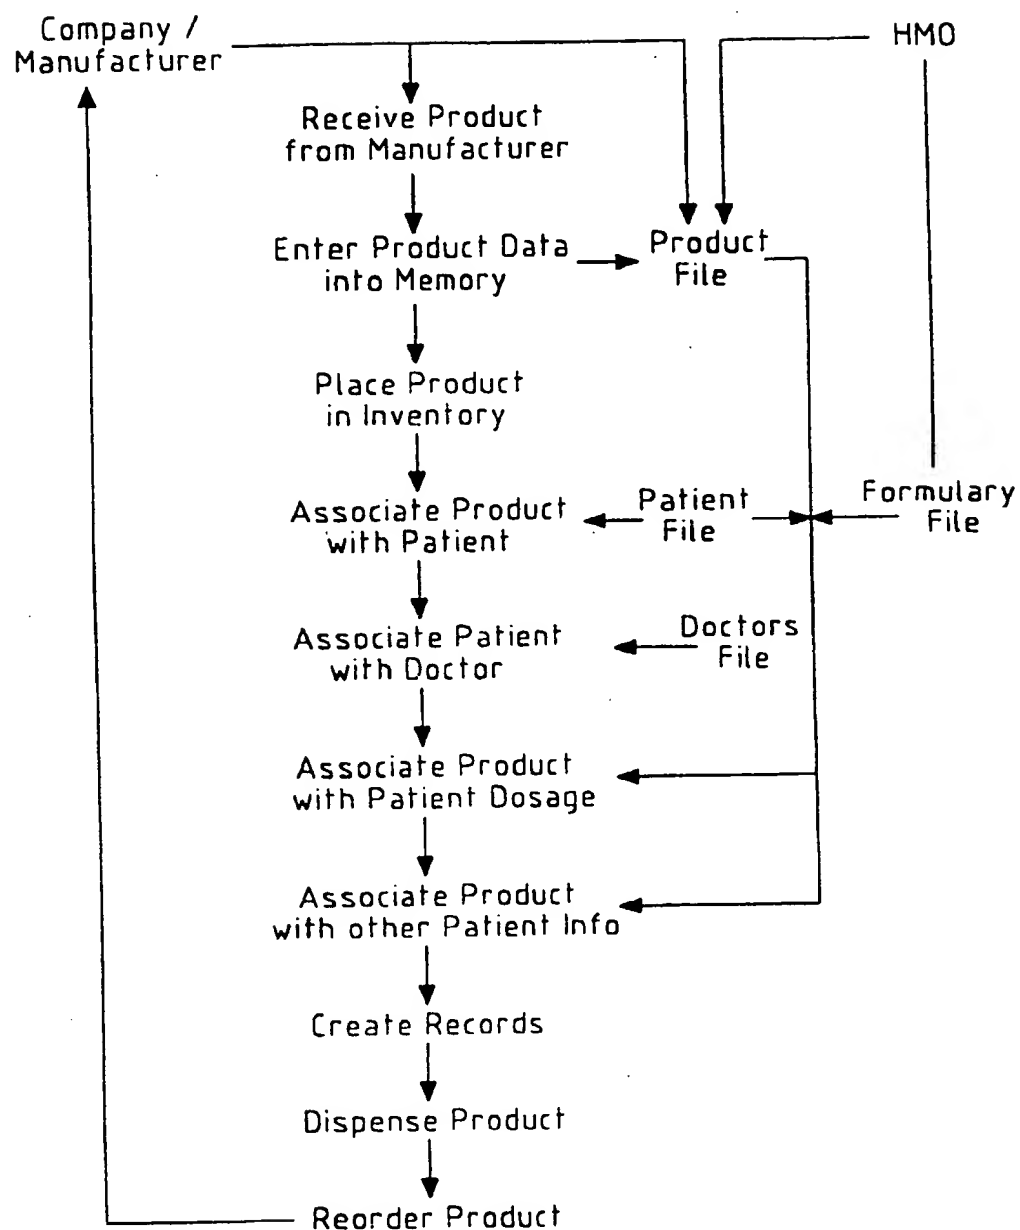 Company /
Manufacturer
HMO
Receive Product
from Manufacturer
Enter Product Data
into Memory
Product
File
Place Product
in Inventory
Associate Product
with Patient
Patient
File
Formulary
File
Associate Patient
with Doctor
Doctors
File
Associate Product
with Patient Dosage
Associate Product
with other Patient Info
Create Records
Dispense Product
Reorder Product